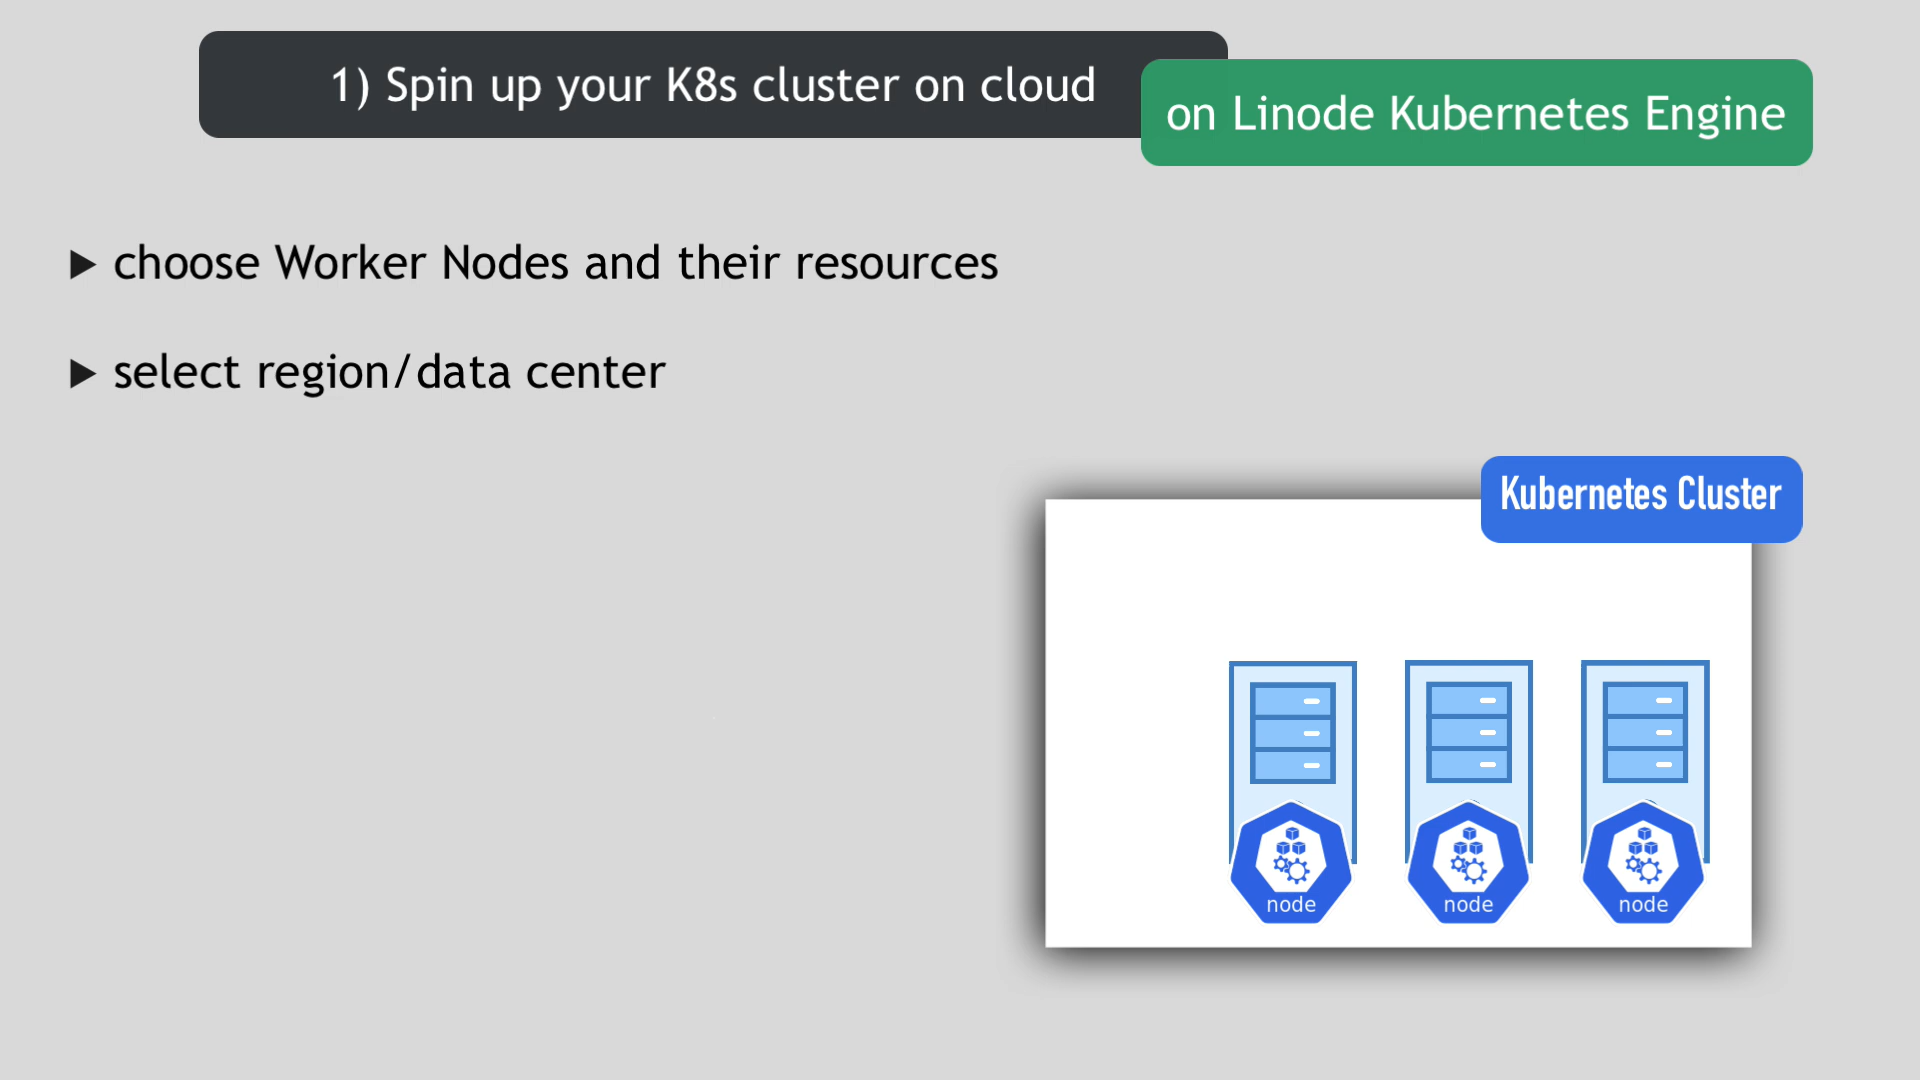 1) Spin up your K8s cluster on cloud
on Linode Kubernetes Engine
choose Worker Nodes and their resources
select region/data center
Kubernetes Cluster
node
node
node